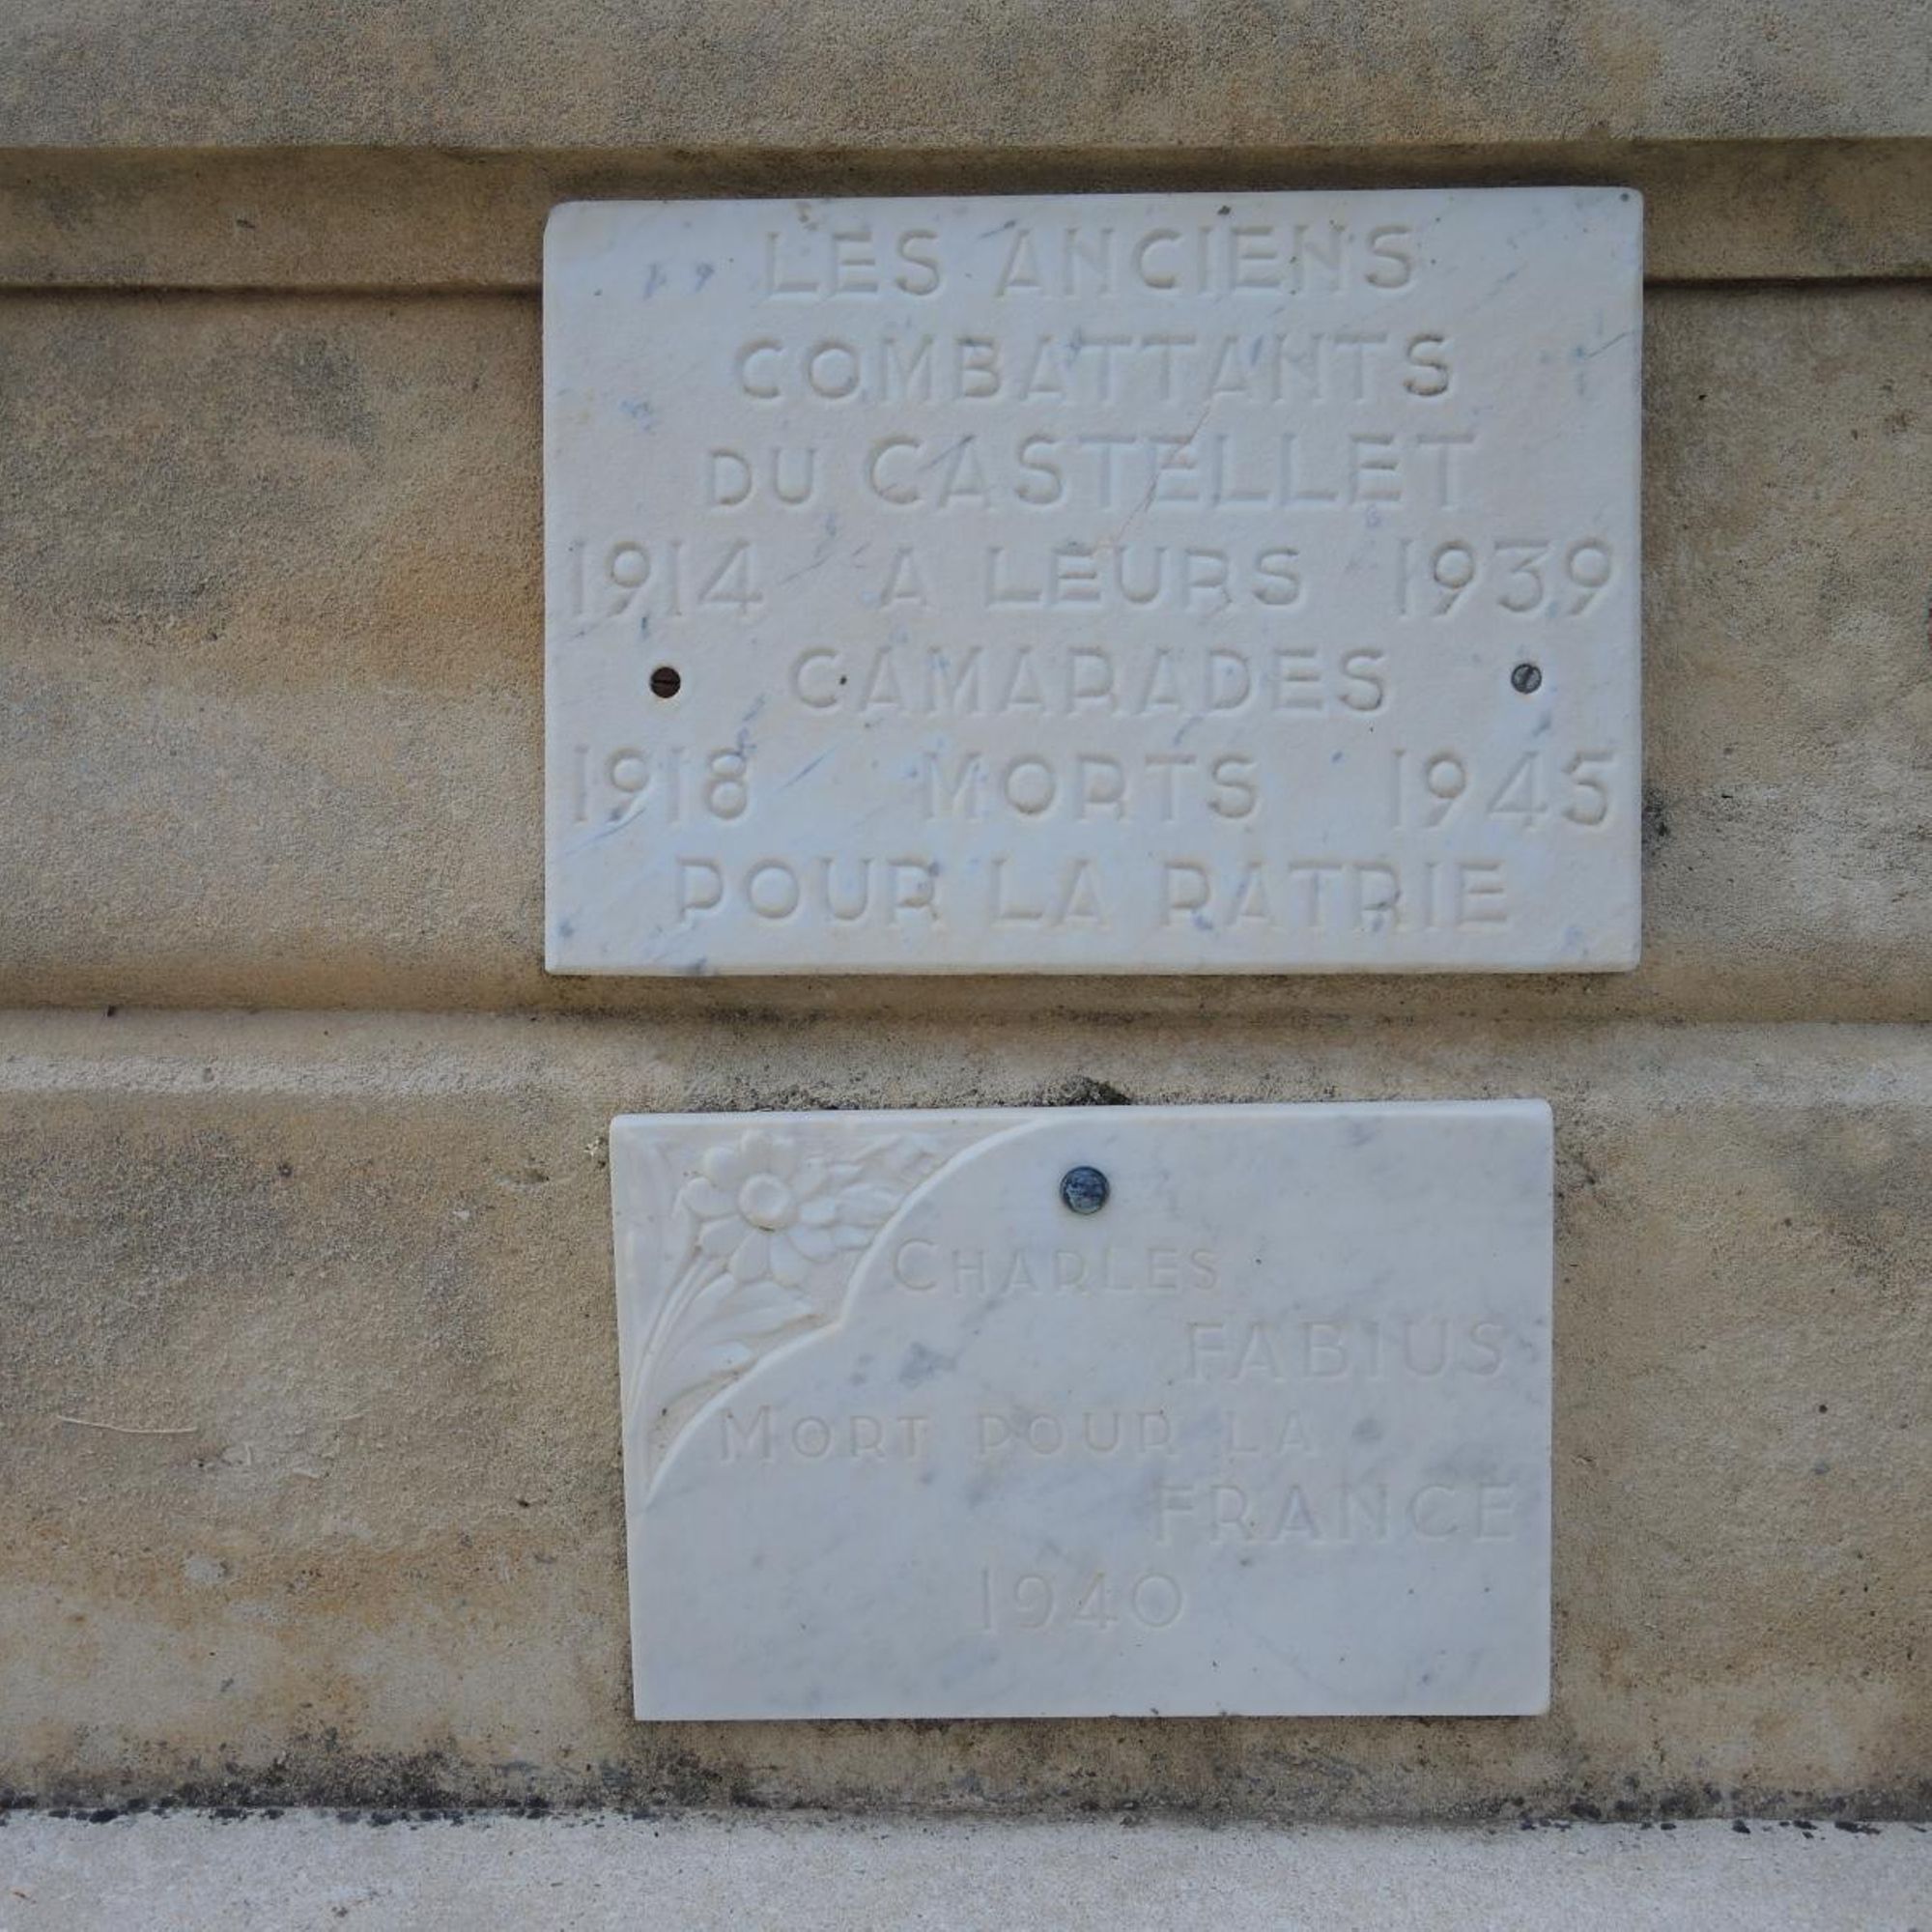 LES ANCIENS
COMBATTANTS
DU CASTELLET
1914 A LEURS 1939
CAMARADES
1918 MORTS 1945
POUR LA PATRIE
CHARLES
FABIUS
MORT POUR LA
FRANCE
1940